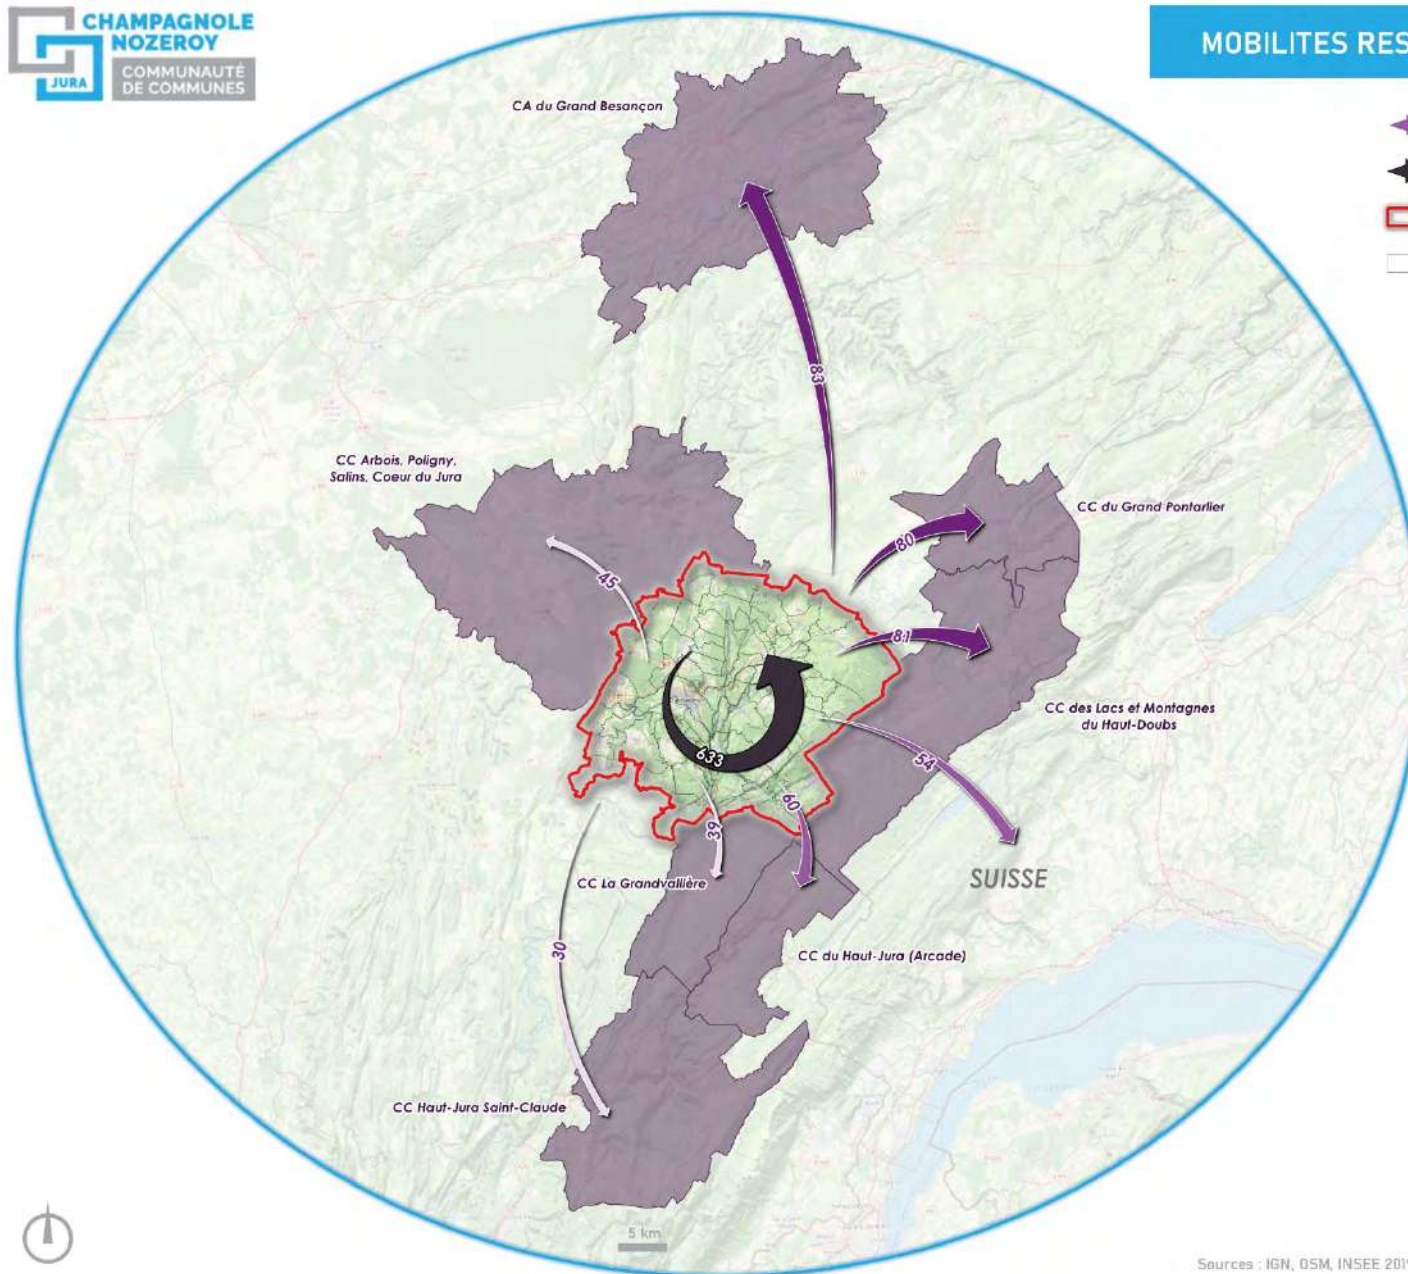 CHAMPAGNOLE
NOZEROY
JURA
COMMUNAUTÉ
DE COMMUNES
MOBILITES RES
CA du Grand Besançon
83
CC Arbois, Poligny,
Salins, Coeur du Jura
CC du Grand Pontarlier
80
45
81
CC des Lacs et Montagnes
du Haut-Doubs
633
54
60
39
SUISSE
CC La Grandvallière
30
CC du Haut-Jura (Arcade)
CC Haut-Jura Saint-Claude
5 km
Sources : IGN, OSM, INSEE 201